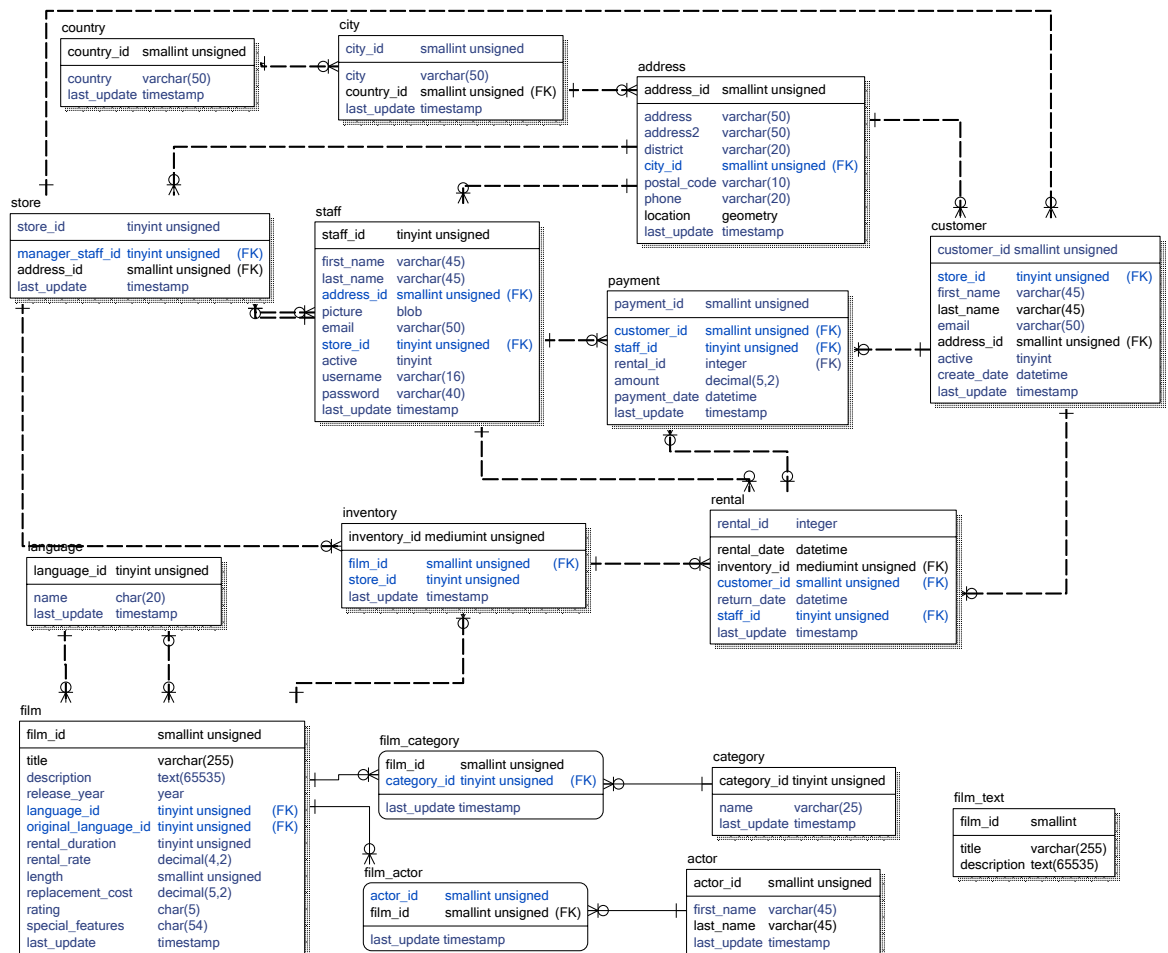 country
country_id smallint unsigned
country varchar(50)
last_update timestamp
city
city_id smallint unsigned
city varchar(50)
country_id smallint unsigned (FK)
last_update timestamp
address
address_id smallint unsigned
address varchar(50)
address2 varchar(50)
district varchar(20)
city_id smallint unsigned (FK)
postal_code varchar(10)
phone varchar(20)
location geometry
last_update timestamp
store
store_id tinyint unsigned
manager_staff_id tinyint unsigned (FK)
address_id smallint unsigned (FK)
last_update timestamp
staff
staff_id tinyint unsigned
first_name varchar(45)
last_name varchar(45)
address_id smallint unsigned (FK)
picture blob
email varchar(50)
store_id tinyint unsigned (FK)
active tinyint
username varchar(16)
password varchar(40)
last_update timestamp
payment
payment_id smallint unsigned
customer_id smallint unsigned (FK)
staff_id tinyint unsigned (FK)
rental_id integer (FK)
amount decimal(5,2)
payment_date datetime
last_update timestamp
customer
customer_id smallint unsigned
store_id tinyint unsigned (FK)
first_name varchar(45)
last_name varchar(45)
email varchar(50)
address_id smallint unsigned (FK)
active tinyint
create_date datetime
last_update timestamp
language
language_id tinyint unsigned
name char(20)
last_update timestamp
inventory
inventory_id mediumint unsigned
film_id smallint unsigned (FK)
store_id tinyint unsigned
last_update timestamp
rental
rental_id integer
rental_date datetime
inventory_id mediumint unsigned (FK)
customer_id smallint unsigned (FK)
return_date datetime
staff_id tinyint unsigned (FK)
last_update timestamp
film
film_id smallint unsigned
title varchar(255)
description text(65535)
release_year year
language_id tinyint unsigned (FK)
original_language_id tinyint unsigned (FK)
rental_duration tinyint unsigned
rental_rate decimal(4,2)
length smallint unsigned
replacement_cost decimal(5,2)
rating char(5)
special_features char(54)
last_update timestamp
film_category
film_id smallint unsigned
category_id tinyint unsigned (FK)
last_update timestamp
category
category_id tinyint unsigned
name varchar(25)
last_update timestamp
film_text
film_id smallint
title varchar(255)
description text(65535)
film_actor
actor_id smallint unsigned
film_id smallint unsigned (FK)
last_update timestamp
actor
actor_id smallint unsigned
first_name varchar(45)
last_name varchar(45)
last_update timestamp